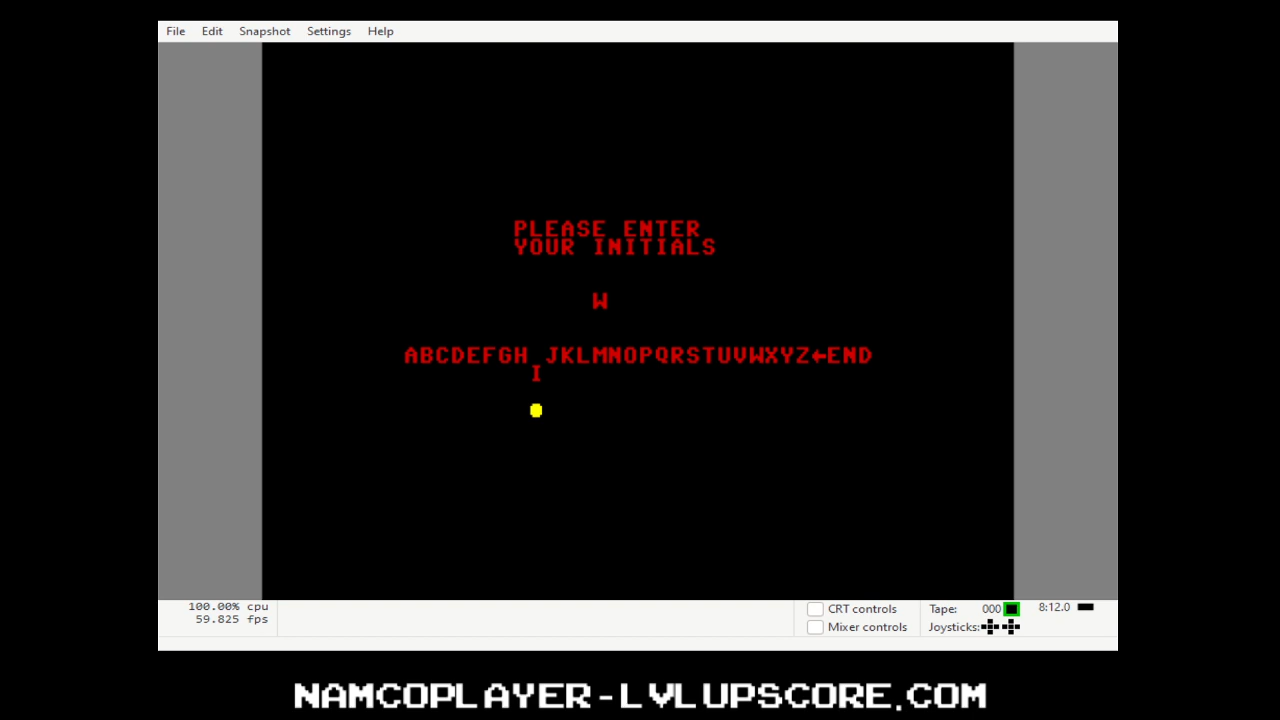 File Edit Snapshot Settings Help
PLEASE ENTER
YOUR INITIALS
W
ABCDEFGH JKLMNOPQRSTUVWXYZ←END
I
100.00% cpu
59.825 fps
CRT controls
Mixer controls
Tape: 000
Joysticks:
8:12.0
NAMCOPLAYER-LVLUPSCORE.COM